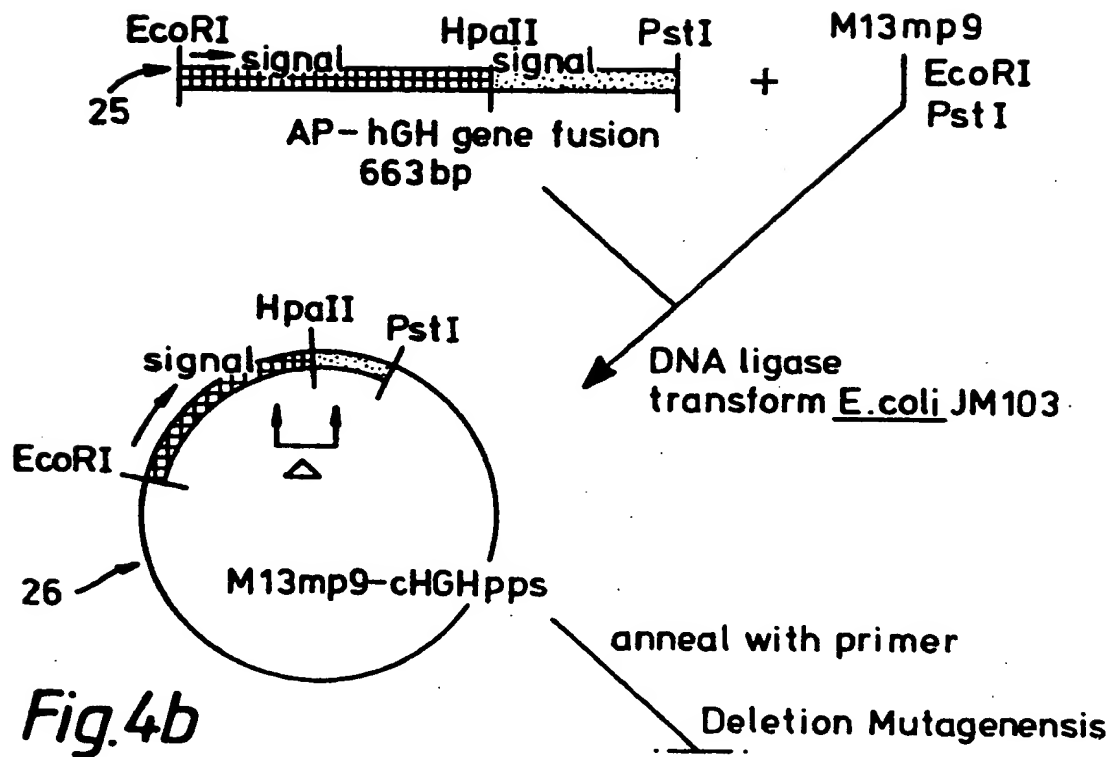 EcoRI
signal
HpaII
signal
PstI
M13mp9
EcoRI
PstI
+
25
AP-hGH gene fusion
663bp
HpaII
PstI
signal
EcoRI
Δ
DNA ligase
transform E.coli JM103
26
M13mp9-cHGHpps
anneal with primer
Deletion Mutagenensis
Fig.4b